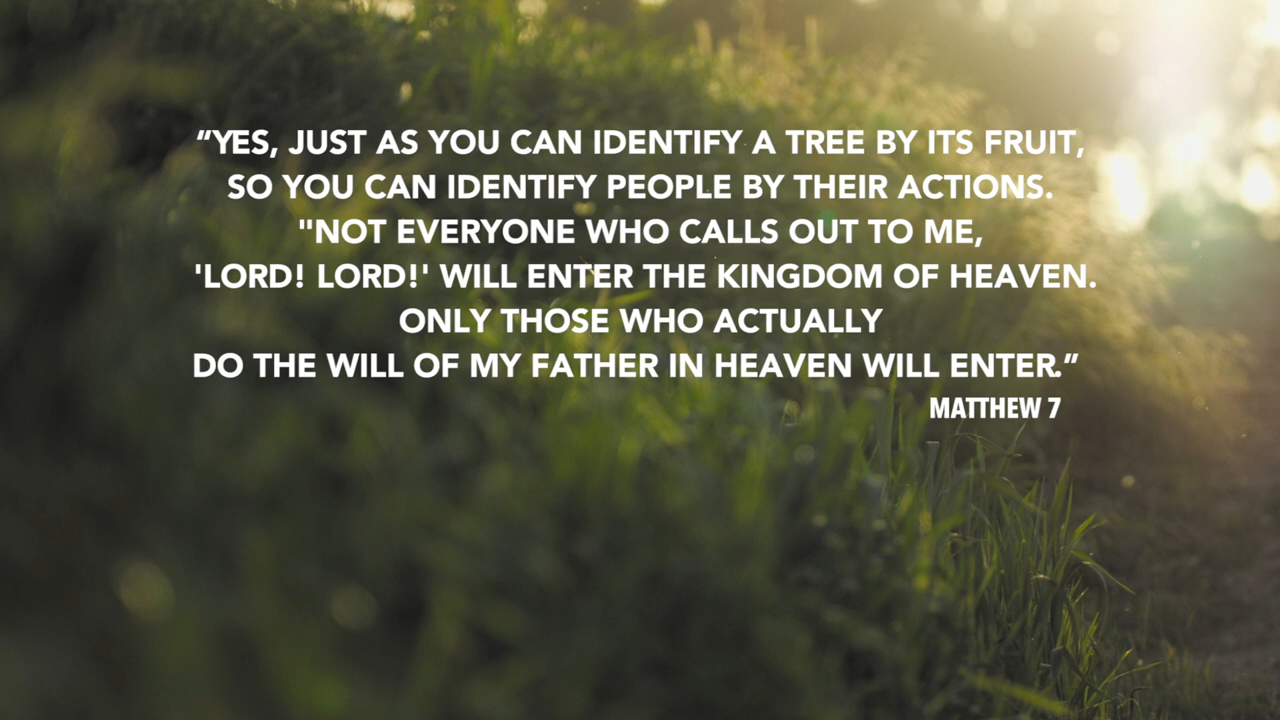 “YES, JUST AS YOU CAN IDENTIFY A TREE BY ITS FRUIT,
SO YOU CAN IDENTIFY PEOPLE BY THEIR ACTIONS.
"NOT EVERYONE WHO CALLS OUT TO ME,
'LORD! LORD!' WILL ENTER THE KINGDOM OF HEAVEN.
ONLY THOSE WHO ACTUALLY
DO THE WILL OF MY FATHER IN HEAVEN WILL ENTER.”
MATTHEW 7